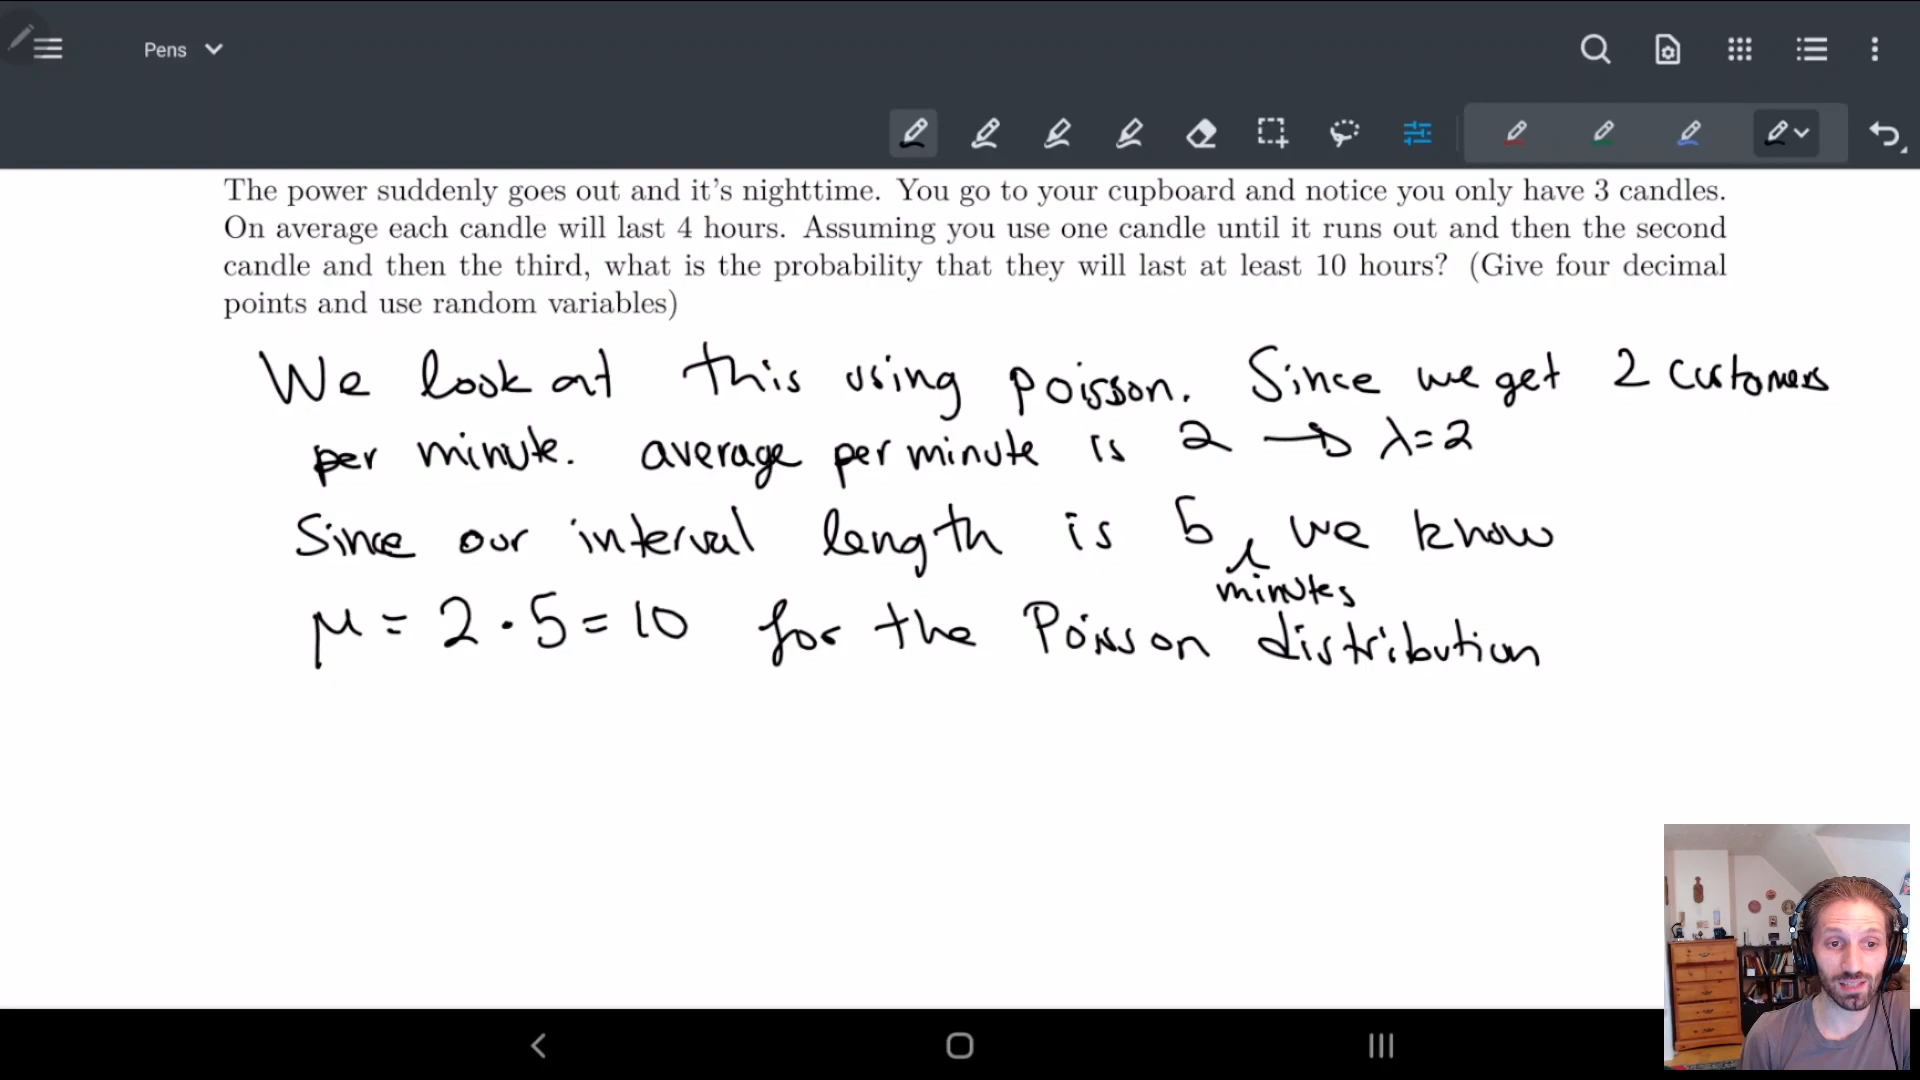 Pens
The power suddenly goes out and it's nighttime. You go to your cupboard and notice you only have 3 candles.
On average each candle will last 4 hours. Assuming you use one candle until it runs out and then the second
candle and then the third, what is the probability that they will last at least 10 hours? (Give four decimal
points and use random variables)
We look at this using poisson. Since we get 2 customers
per minute. average per minute is 2 → λ=2
Since our interval length is 5 we know
minutes
μ = 2 · 5 = 10 for the Poisson distribution